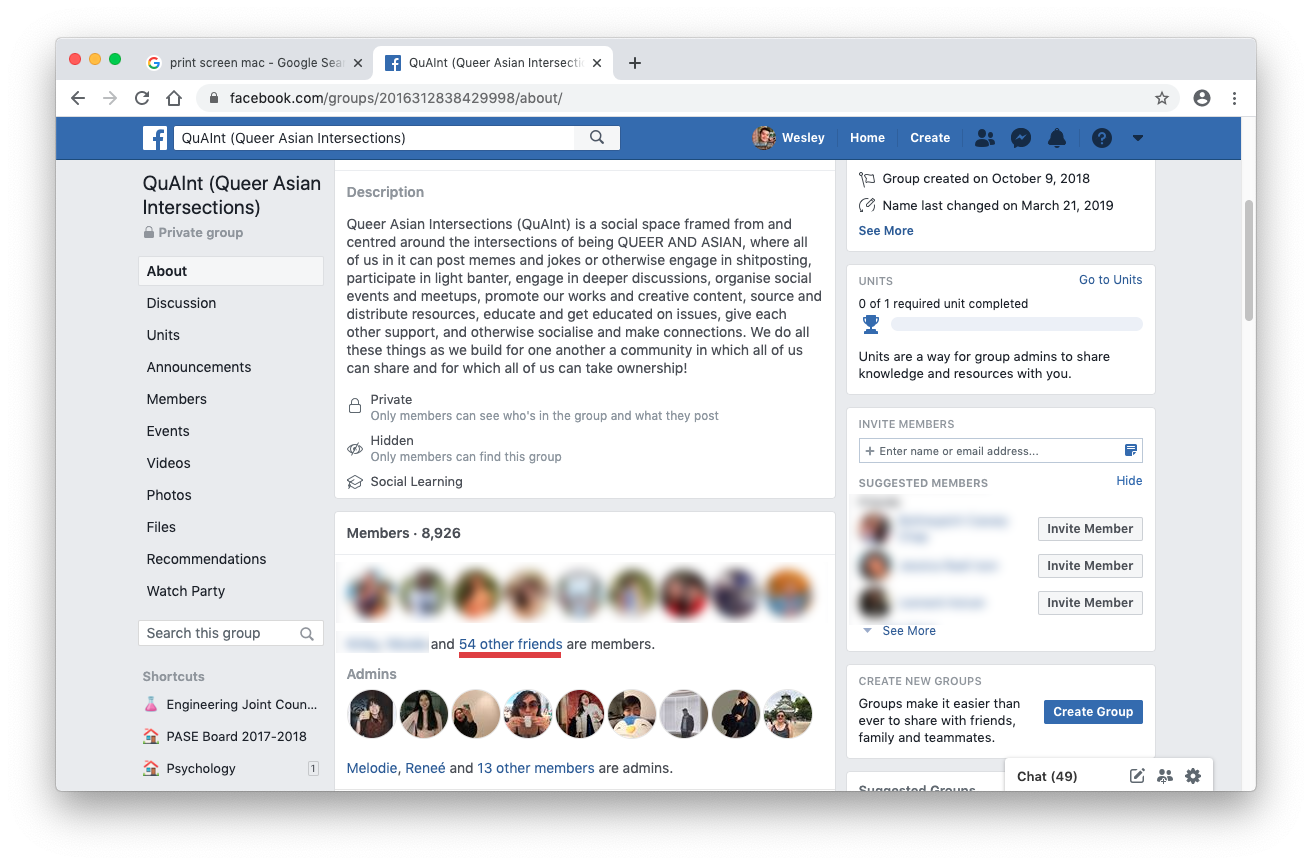 print screen mac - Google Sea
QuAInt (Queer Asian Intersecti
facebook.com/groups/2016312838429998/about/
QuAInt (Queer Asian Intersections)
Wesley
Home
Create
QuAInt (Queer Asian
Intersections)
Private group
About
Discussion
Units
Announcements
Members
Events
Videos
Photos
Files
Recommendations
Watch Party
Search this group
Shortcuts
Engineering Joint Coun...
PASE Board 2017-2018
Psychology
1
Description
Queer Asian Intersections (QuAInt) is a social space framed from and
centred around the intersections of being QUEER AND ASIAN, where all
of us in it can post memes and jokes or otherwise engage in shitposting,
participate in light banter, engage in deeper discussions, organise social
events and meetups, promote our works and creative content, source and
distribute resources, educate and get educated on issues, give each
other support, and otherwise socialise and make connections. We do all
these things as we build for one another a community in which all of us
can share and for which all of us can take ownership!
Private
Only members can see who's in the group and what they post
Hidden
Only members can find this group
Social Learning
Members · 8,926
and 54 other friends are members.
Admins
Melodie, Reneé and 13 other members are admins.
Group created on October 9, 2018
Name last changed on March 21, 2019
See More
UNITS
Go to Units
0 of 1 required unit completed
Units are a way for group admins to share
knowledge and resources with you.
INVITE MEMBERS
+ Enter name or email address...
SUGGESTED MEMBERS
Hide
Invite Member
Invite Member
Invite Member
See More
CREATE NEW GROUPS
Groups make it easier than
ever to share with friends,
family and teammates.
Create Group
Suggested Groups
Chat (49)